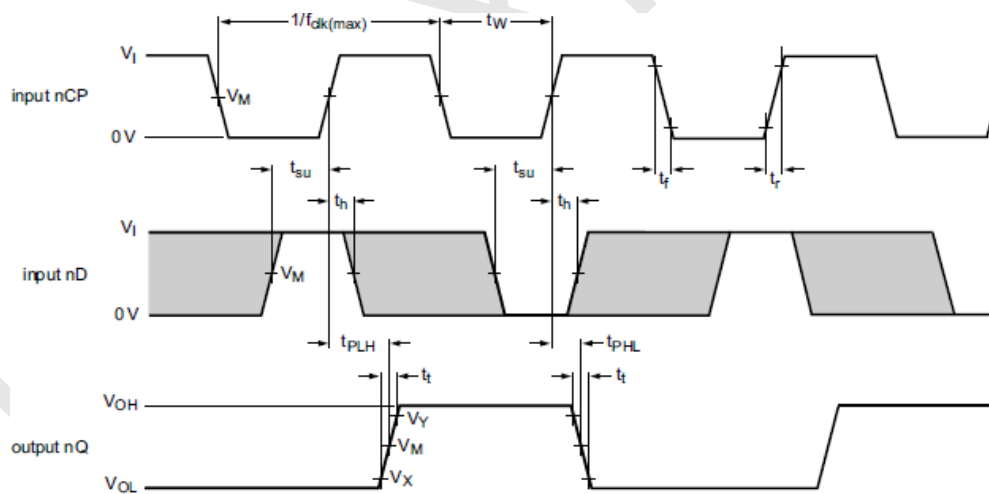 1/fclk(max)
tW
VI
input nCP
VM
0 V
tsu
th
tsu
th
tf
tr
VI
input nD
VM
0 V
tPLH
tPHL
tt
tt
VOH
VY
output nQ
VM
VX
VOL